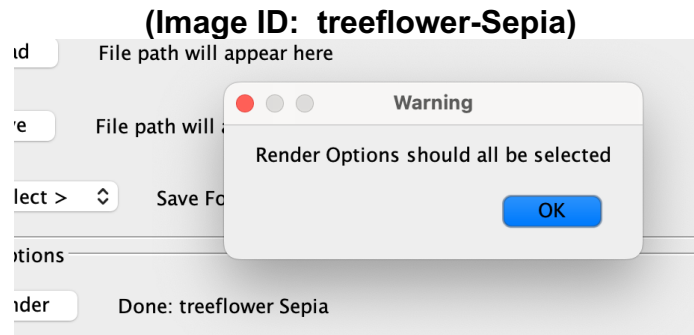 (Image ID: treeflower-Sepia)
File path will appear here
Warning
File path will
Render Options should all be selected
Save Fo
OK
Done: treeflower Sepia